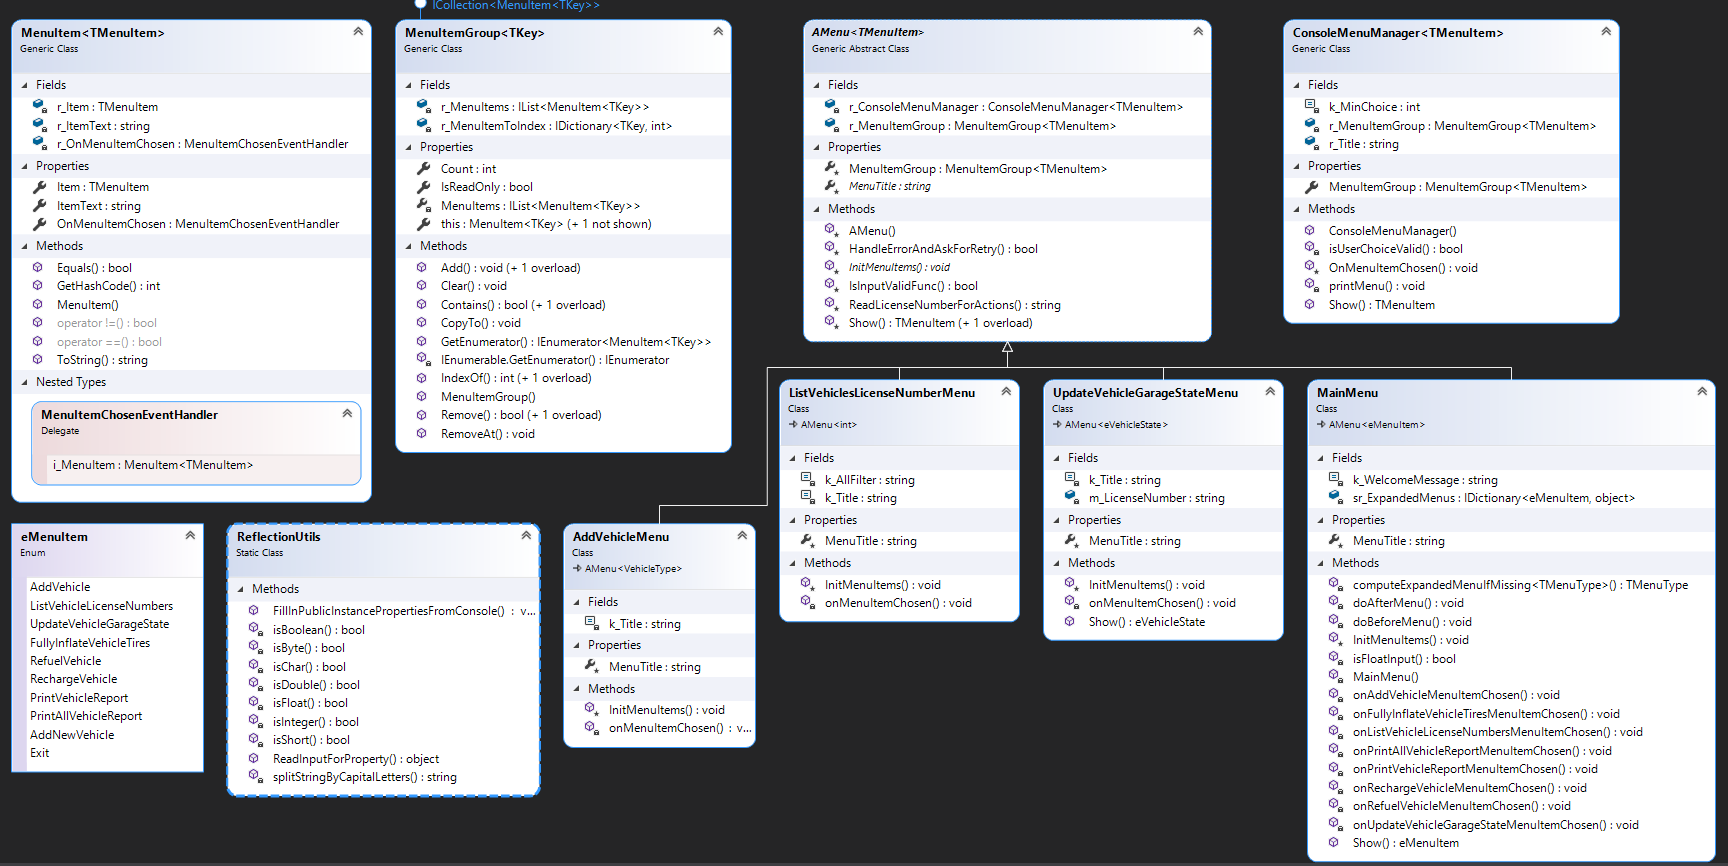 ICollection<MenuItem<TKey>>
MenuItem<TMenuItem>
Generic Class
Fields
r_Item : TMenuItem
r_ItemText : string
r_OnMenuItemChosen : MenuItemChosenEventHandler
Properties
Item : TMenuItem
ItemText : string
OnMenuItemChosen : MenuItemChosenEventHandler
Methods
Equals() : bool
GetHashCode() : int
MenuItem()
operator !=() : bool
operator ==() : bool
ToString() : string
Nested Types
MenuItemChosenEventHandler
Delegate
i_MenuItem : MenuItem<TMenuItem>
MenuItemGroup<TKey>
Generic Class
Fields
r_MenuItems : IList<MenuItem<TKey>>
r_MenuItemToIndex : IDictionary<TKey, int>
Properties
Count : int
IsReadOnly : bool
MenuItems : IList<MenuItem<TKey>>
this : MenuItem<TKey> (+ 1 not shown)
Methods
Add() : void (+ 1 overload)
Clear() : void
Contains() : bool (+ 1 overload)
CopyTo() : void
GetEnumerator() : IEnumerator<MenuItem<TKey>>
IEnumerable.GetEnumerator() : IEnumerator
IndexOf() : int (+ 1 overload)
MenuItemGroup()
Remove() : bool (+ 1 overload)
RemoveAt() : void
AMenu<TMenuItem>
Generic Abstract Class
Fields
r_ConsoleMenuManager : ConsoleMenuManager<TMenuItem>
r_MenuItemGroup : MenuItemGroup<TMenuItem>
Properties
MenuItemGroup : MenuItemGroup<TMenuItem>
MenuTitle : string
Methods
AMenu()
HandleErrorAndAskForRetry() : bool
InitMenuItems() : void
IsInputValidFunc() : bool
ReadLicenseNumberForActions() : string
Show() : TMenuItem (+ 1 overload)
ConsoleMenuManager<TMenuItem>
Generic Class
Fields
k_MinChoice : int
r_MenuItemGroup : MenuItemGroup<TMenuItem>
r_Title : string
Properties
MenuItemGroup : MenuItemGroup<TMenuItem>
Methods
ConsoleMenuManager()
isUserChoiceValid() : bool
OnMenuItemChosen() : void
printMenu() : void
Show() : TMenuItem
eMenuItem
Enum
AddVehicle
ListVehicleLicenseNumbers
UpdateVehicleGarageState
FullyInflateVehicleTires
RefuelVehicle
RechargeVehicle
PrintVehicleReport
PrintAllVehicleReport
AddNewVehicle
Exit
ReflectionUtils
Static Class
Methods
FillInPublicInstancePropertiesFromConsole() : v...
isBoolean() : bool
isByte() : bool
isChar() : bool
isDouble() : bool
isFloat() : bool
isInteger() : bool
isShort() : bool
ReadInputForProperty() : object
splitStringByCapitalLetters() : string
AddVehicleMenu
Class
AMenu<VehicleType>
Fields
k_Title : string
Properties
MenuTitle : string
Methods
InitMenuItems() : void
onMenuItemChosen() : v...
ListVehiclesLicenseNumberMenu
Class
AMenu<int>
Fields
k_AllFilter : string
k_Title : string
Properties
MenuTitle : string
Methods
InitMenuItems() : void
onMenuItemChosen() : void
UpdateVehicleGarageStateMenu
Class
AMenu<eVehicleState>
Fields
k_Title : string
m_LicenseNumber : string
Properties
MenuTitle : string
Methods
InitMenuItems() : void
onMenuItemChosen() : void
Show() : eVehicleState
MainMenu
Class
AMenu<eMenuItem>
Fields
k_WelcomeMessage : string
sr_ExpandedMenus : IDictionary<eMenuItem, object>
Properties
MenuTitle : string
Methods
computeExpandedMenuIfMissing<TMenuType>() : TMenuType
doAfterMenu() : void
doBeforeMenu() : void
InitMenuItems() : void
isFloatInput() : bool
MainMenu()
onAddVehicleMenuItemChosen() : void
onFullyInflateVehicleTiresMenuItemChosen() : void
onListVehicleLicenseNumbersMenuItemChosen() : void
onPrintAllVehicleReportMenuItemChosen() : void
onPrintVehicleReportMenuItemChosen() : void
onRechargeVehicleMenuItemChosen() : void
onRefuelVehicleMenuItemChosen() : void
onUpdateVehicleGarageStateMenuItemChosen() : void
Show() : eMenuItem